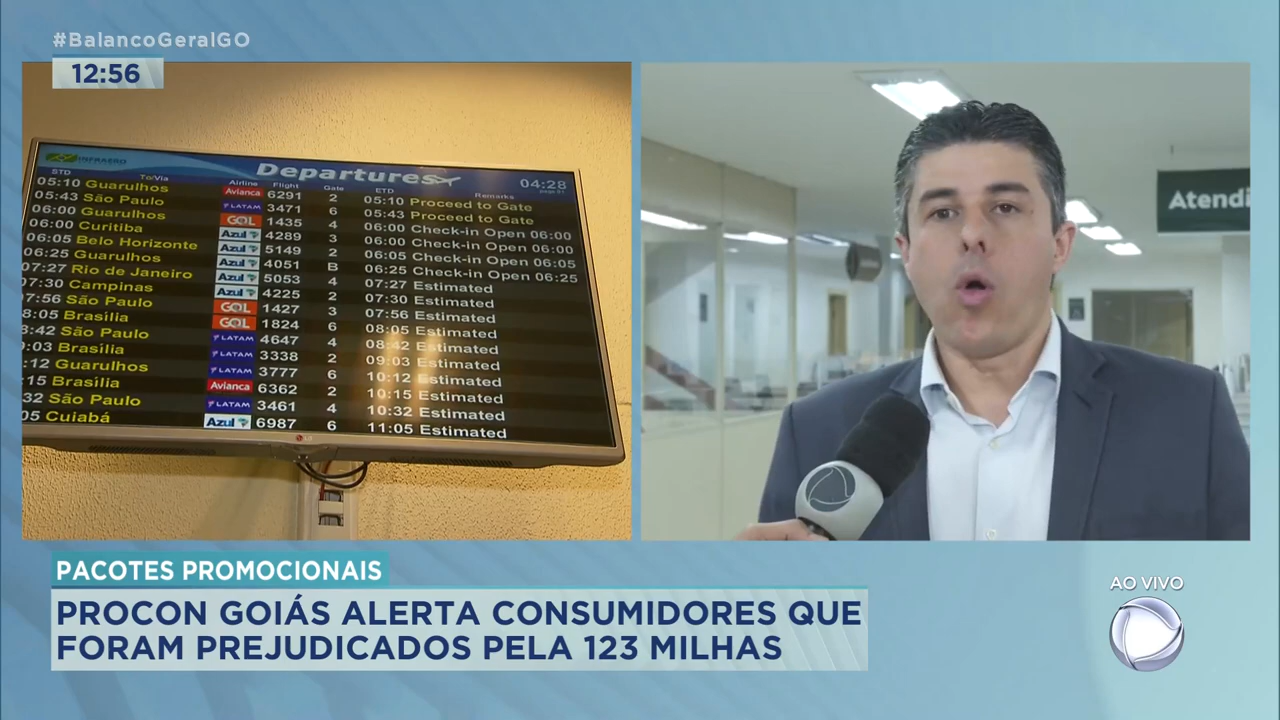 #BalancoGeralGO
12:56
INFRAERO
Departures
04:28
STD To/Via Airline Flight Gate ETD Remarks
05:10 Guarulhos Avianca 6291 2 05:10 Proceed to Gate
05:43 São Paulo LATAM 3471 6 05:43 Proceed to Gate
06:00 Guarulhos GOL 1435 4 06:00 Check-in Open 06:00
06:00 Curitiba Azul 4289 3 06:05 Check-in Open 06:05
06:05 Belo Horizonte Azul 5149 2 06:25 Check-in Open 06:25
06:25 Guarulhos Azul 4051 B 07:27 Estimated
07:27 Rio de Janeiro Azul 5053 4 07:30 Estimated
07:30 Campinas Azul 4225 2 07:56 Estimated
07:56 São Paulo GOL 1427 3 08:05 Estimated
8:05 Brasília GOL 1824 6 08:42 Estimated
:42 São Paulo LATAM 4647 4 09:03 Estimated
:03 Brasília LATAM 3338 2 10:12 Estimated
:12 Guarulhos LATAM 3777 6 10:15 Estimated
:15 Brasília Avianca 6362 2 10:32 Estimated
32 São Paulo LATAM 3461 4 11:05 Estimated
05 Cuiabá Azul 6987 6
LG
Atendi
PACOTES PROMOCIONAIS
PROCON GOIÁS ALERTA CONSUMIDORES QUE
FORAM PREJUDICADOS PELA 123 MILHAS
AO VIVO